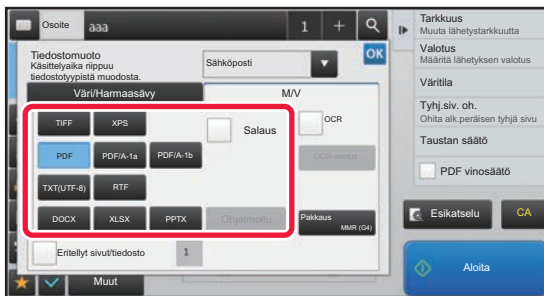 Osoite
aaa
1
Tiedostomuoto
Käsittelyaika riippuu
tiedostotyypistä muodosta.
Sähköposti
OK
Väri/Harmaasävy
M/V
TIFF
XPS
Salaus
OCR
PDF
PDF/A-1a
PDF/A-1b
OCR-asetus
TXT(UTF-8)
RTF
DOCX
XLSX
PPTX
Ohjelmoitu
Pakkaus
MMR (G4)
Eritellyt sivut/tiedosto
1
Muut
Tarkkuus
Muuta lähetystarkkuutta
Valotus
Määritä lähetyksen valotus
Väritila
Tyhj.siv. oh.
Ohita alk.peräisen tyhjä sivu
Taustan säätö
PDF vinosäätö
Esikatselu
CA
Aloita